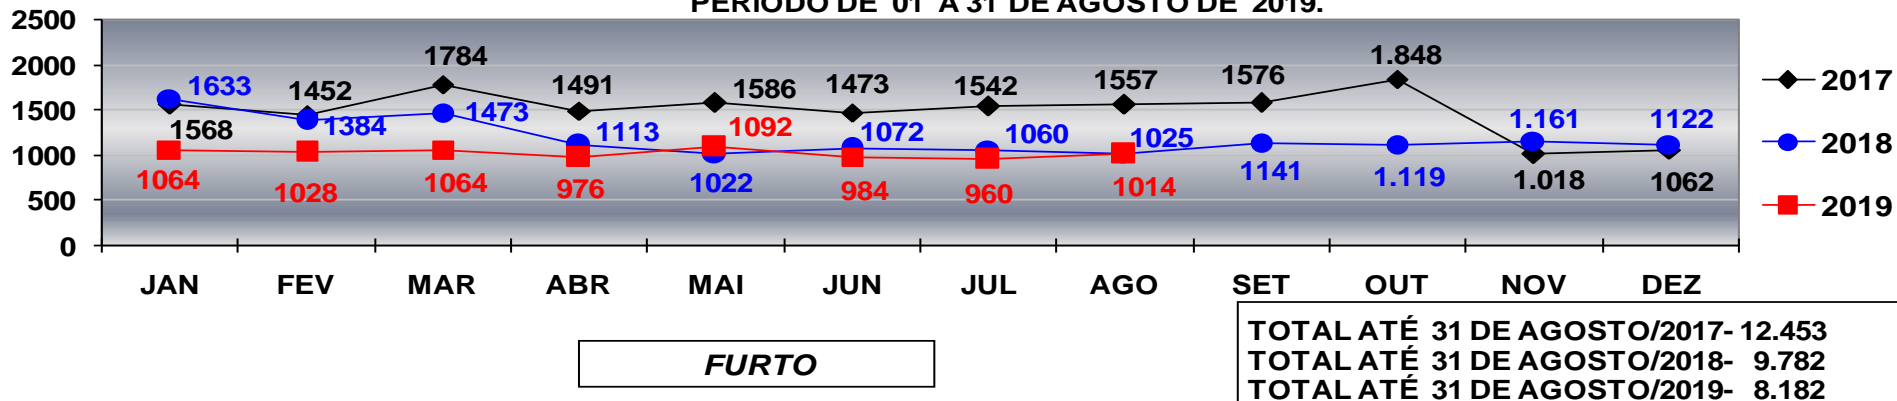 PERÍODO DE 01 A 31 DE AGOSTO DE 2019.
2500
2000
1500
1000
500
0
1568 1452 1784 1491 1586 1473 1542 1557 1576 1.848 1.018 1062
1633 1384 1473 1113 1022 1072 1060 1025 1141 1.119 1.161 1122
1064 1028 1064 976 1092 984 960 1014
JAN FEV MAR ABR MAI JUN JUL AGO SET OUT NOV DEZ
2017
2018
2019
FURTO
TOTAL ATÉ 31 DE AGOSTO/2017- 12.453
TOTAL ATÉ 31 DE AGOSTO/2018- 9.782
TOTAL ATÉ 31 DE AGOSTO/2019- 8.182